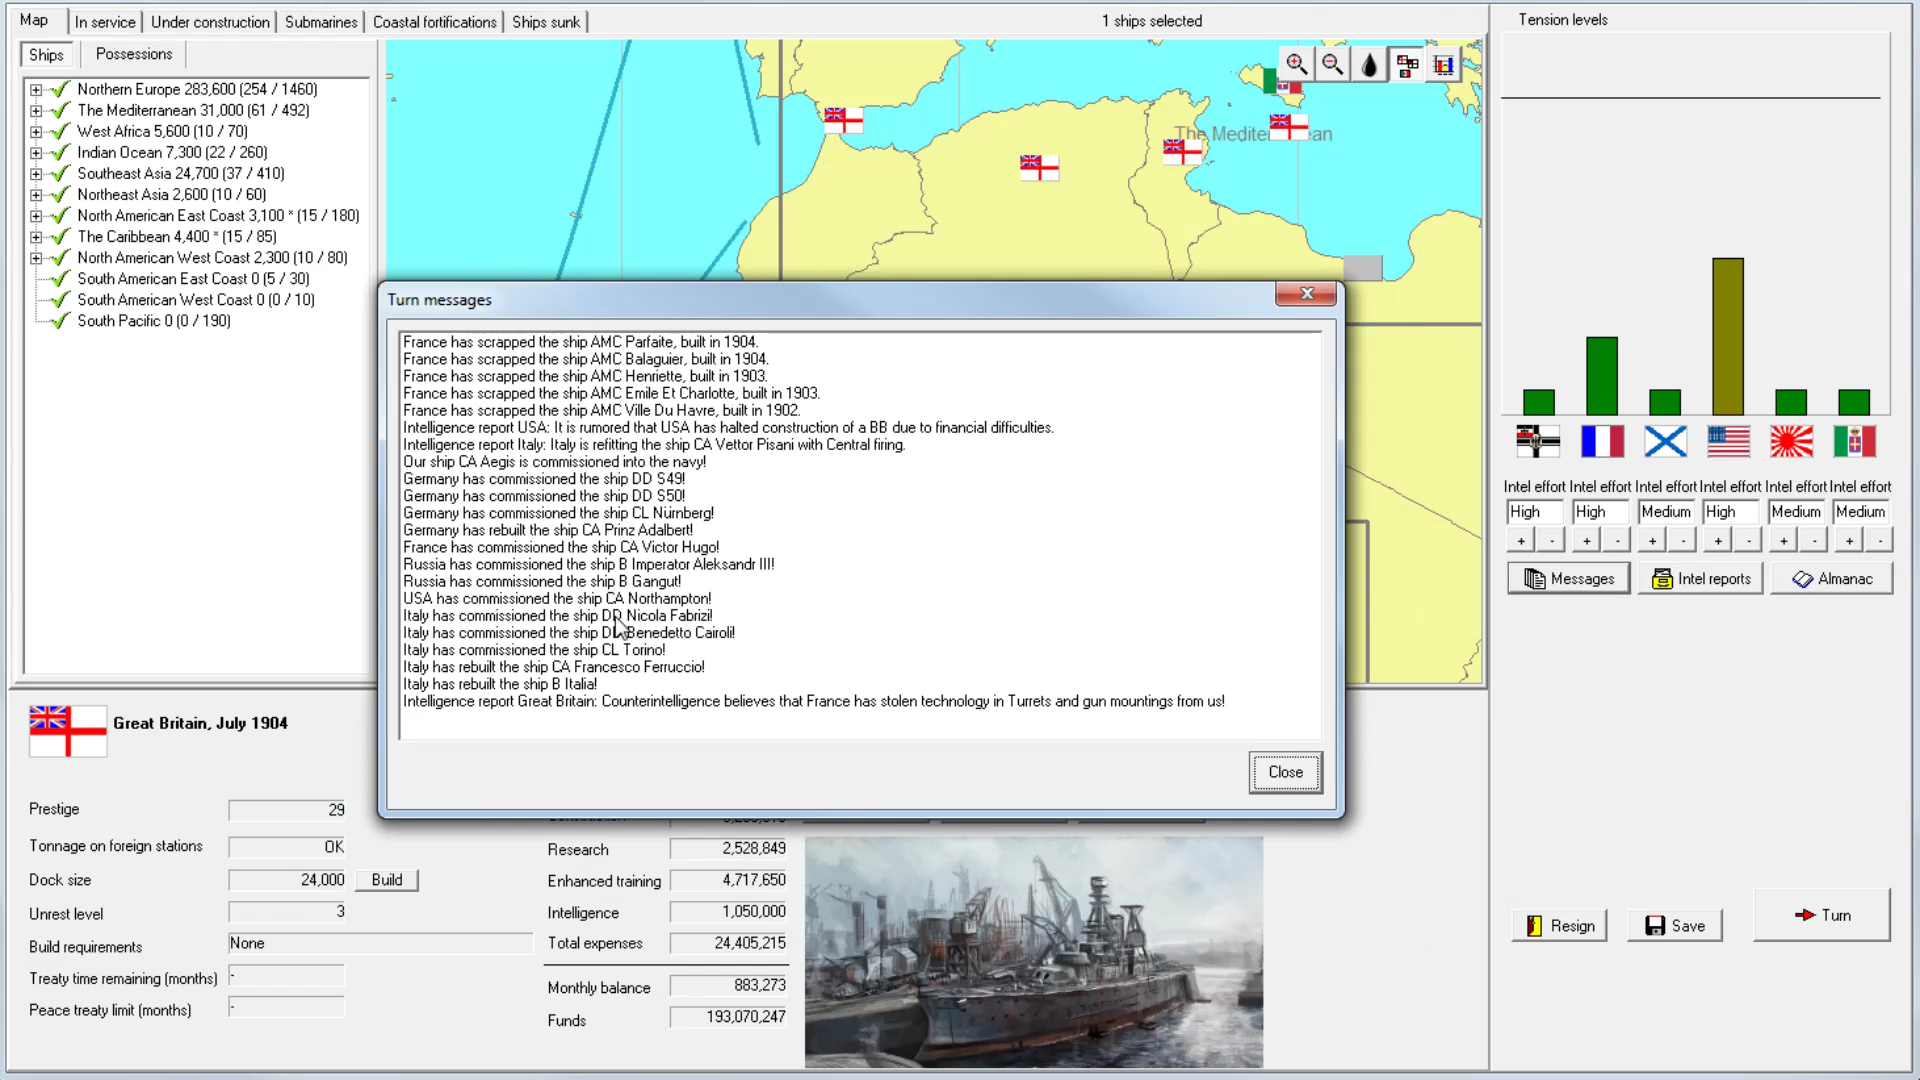 Map
In service
Under construction
Submarines
Coastal fortifications
Ships sunk
1 ships selected
Tension levels
Ships
Possessions
Northern Europe 283,600 (254 / 1460)
The Mediterranean 31,000 (61 / 492)
West Africa 5,600 (10 / 70)
Indian Ocean 7,300 (22 / 260)
Southeast Asia 24,700 (37 / 410)
Northeast Asia 2,600 (10 / 60)
North American East Coast 3,100 * (15 / 180)
The Caribbean 4,400 * (15 / 85)
North American West Coast 2,300 (10 / 80)
South American East Coast 0 (5 / 30)
South American West Coast 0 (0 / 10)
South Pacific 0 (0 / 190)
Turn messages
France has scrapped the ship AMC Parfaite, built in 1904.
France has scrapped the ship AMC Balaguier, built in 1904.
France has scrapped the ship AMC Henriette, built in 1903.
France has scrapped the ship AMC Emile Et Charlotte, built in 1903.
France has scrapped the ship AMC Ville Du Havre, built in 1902.
Intelligence report USA: It is rumored that USA has halted construction of a BB due to financial difficulties.
Intelligence report Italy: Italy is refitting the ship CA Vettor Pisani with Central firing.
Our ship CA Aegis is commissioned into the navy!
Germany has commissioned the ship DD S49!
Germany has commissioned the ship DD S50!
Germany has commissioned the ship CL Nürnberg!
Germany has rebuilt the ship CA Prinz Adalbert!
France has commissioned the ship CA Victor Hugo!
Russia has commissioned the ship B Imperator Aleksandr III!
Russia has commissioned the ship B Gangut!
USA has commissioned the ship CA Northampton!
Italy has commissioned the ship DD Nicola Fabrizi!
Italy has commissioned the ship Benedetto Cairoli!
Italy has commissioned the ship CL Torino!
Italy has rebuilt the ship CA Francesco Ferruccio!
Italy has rebuilt the ship B Italia!
Intelligence report Great Britain: Counterintelligence believes that France has stolen technology in Turrets and gun mountings from us!
Close
Intel effort Intel effort Intel effort Intel effort Intel effort Intel effort
High High Medium High Medium Medium
+ - + - + - + - + - + -
Messages
Intel reports
Almanac
Great Britain, July 1904
Prestige 29
Tonnage on foreign stations OK
Dock size 24,000 Build
Unrest level 3
Build requirements None
Treaty time remaining (months) -
Peace treaty limit (months) -
Research 2,528,849
Enhanced training 4,717,650
Intelligence 1,050,000
Total expenses 24,405,215
Monthly balance 883,273
Funds 193,070,247
Resign
Save
Turn